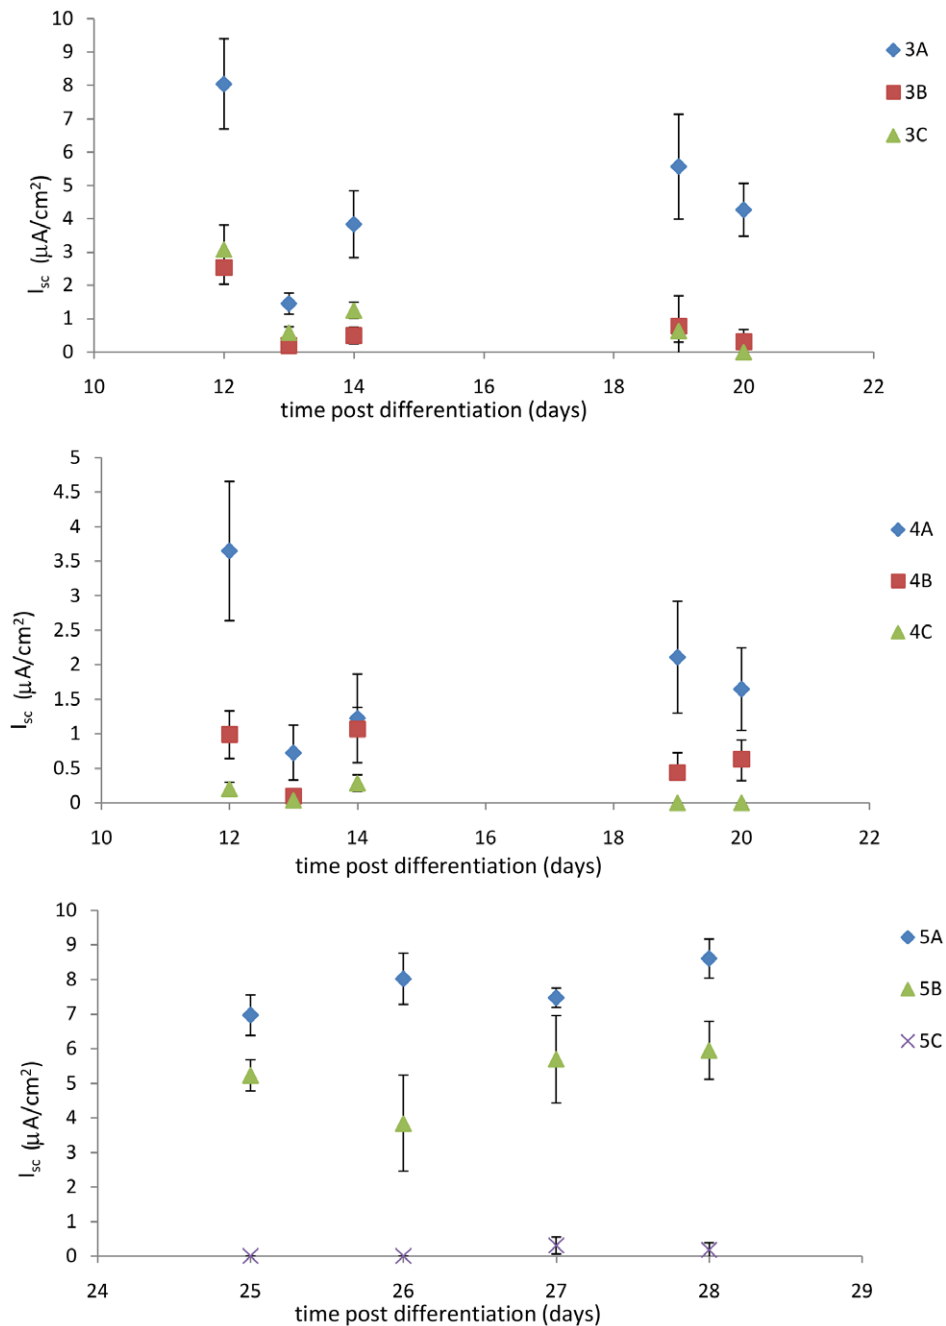 10
9
8
7
6
5
4
3
2
1
0
I_sc (μA/cm²)
10 12 14 16 18 20 22
time post differentiation (days)
3A
3B
3C
5
4.5
4
3.5
3
2.5
2
1.5
1
0.5
0
I_sc (μA/cm²)
10 12 14 16 18 20 22
time post differentiation (days)
4A
4B
4C
10
9
8
7
6
5
4
3
2
1
0
I_sc (μA/cm²)
24 25 26 27 28 29
time post differentiation (days)
5A
5B
5C